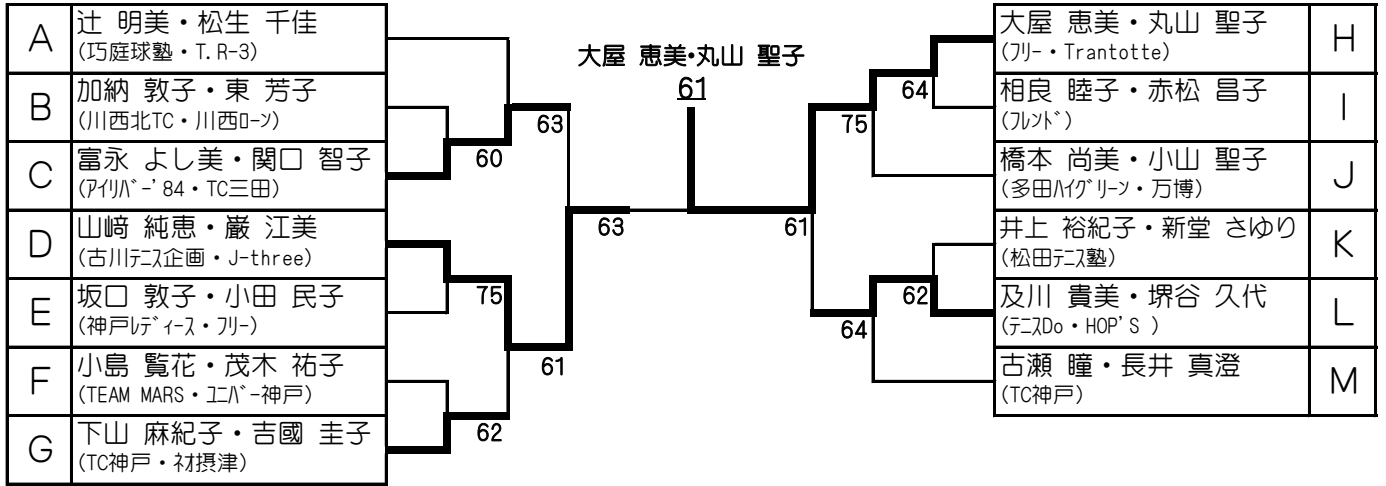 A
辻 明美・松生 千佳
(巧庭球塾・T.R-3)
B
加納 敦子・東 芳子
(川西北TC・川西ローン)
C
富永 よし美・関口 智子
(アイリバー'84・TC三田)
D
山﨑 純恵・巖 江美
(古川テニス企画・J-three)
E
坂口 敦子・小田 民子
(神戸レディース・フリー)
F
小島 覧花・茂木 祐子
(TEAM MARS・ユニバー神戸)
G
下山 麻紀子・吉國 圭子
(TC神戸・ネオ摂津)
60
75
62
63
61
63
大屋 恵美・丸山 聖子
61
61
75
64
64
62
大屋 恵美・丸山 聖子
(フリー・Trantotte)
H
相良 睦子・赤松 昌子
(フレンド)
I
橋本 尚美・小山 聖子
(多田ハイグリーン・万博)
J
井上 裕紀子・新堂 さゆり
(松田テニス塾)
K
及川 貴美・堺谷 久代
(テニスDo・HOP'S )
L
古瀬 瞳・長井 真澄
(TC神戸)
M